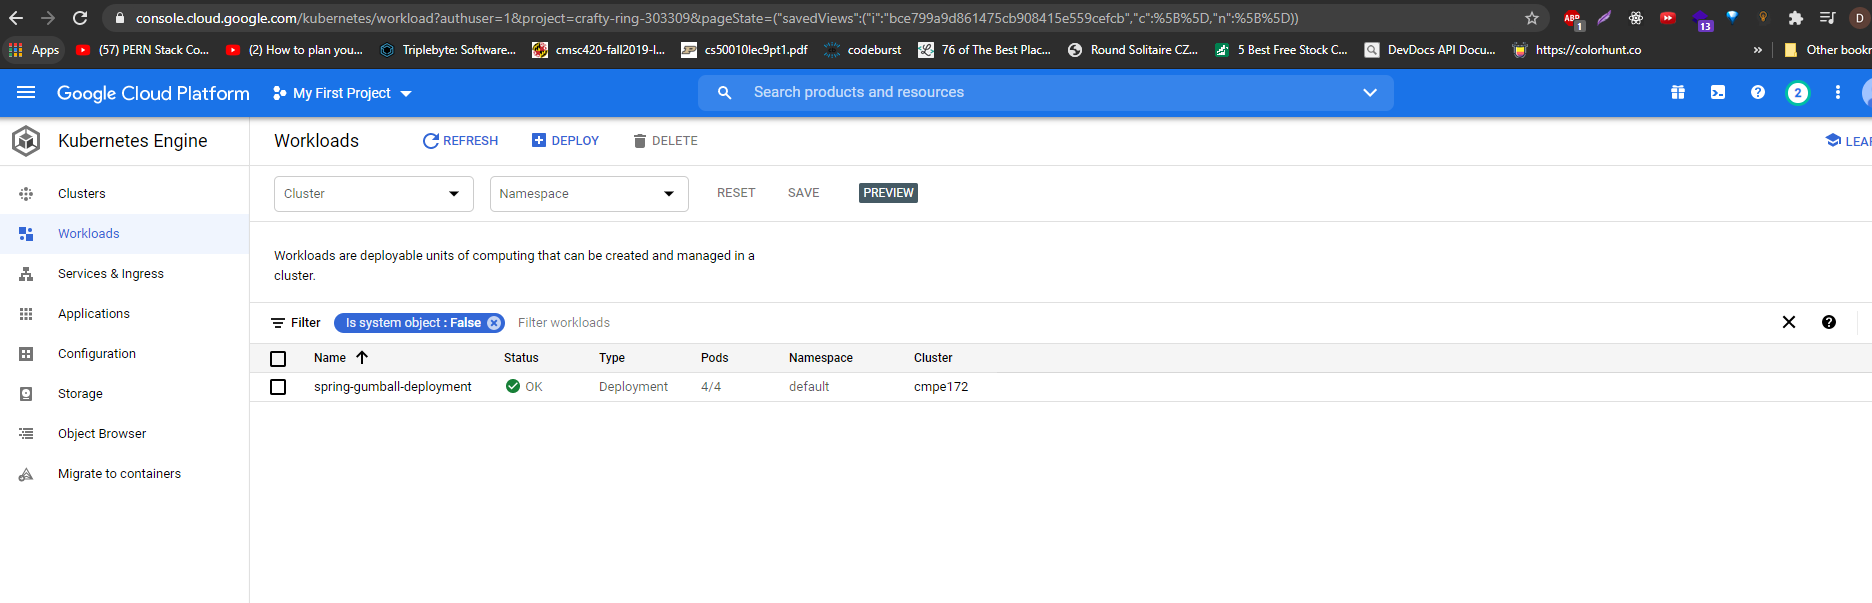 console.cloud.google.com/kubernetes/workload?authuser=1&project=crafty-ring-303309&pageState=("savedViews":("i":"bce799a9d861475cb908415e559cefcb","c":%5B%5D,"n":%5B%5D))
ABP 1 13 D
Apps (57) PERN Stack Co... (2) How to plan you... Triplebyte: Software... cmsc420-fall2019-l... cs50010lec9pt1.pdf codeburst 76 of The Best Plac... Round Solitaire CZ... 5 Best Free Stock C... DevDocs API Docu... https://colorhunt.co » Other bookr
Google Cloud Platform My First Project Search products and resources 2
Kubernetes Engine Workloads REFRESH DEPLOY DELETE LEA
Clusters
Workloads
Services & Ingress
Applications
Configuration
Storage
Object Browser
Migrate to containers
Cluster Namespace RESET SAVE PREVIEW
Workloads are deployable units of computing that can be created and managed in a
cluster.
Filter Is system object : False Filter workloads
Name Status Type Pods Namespace Cluster
spring-gumball-deployment OK Deployment 4/4 default cmpe172